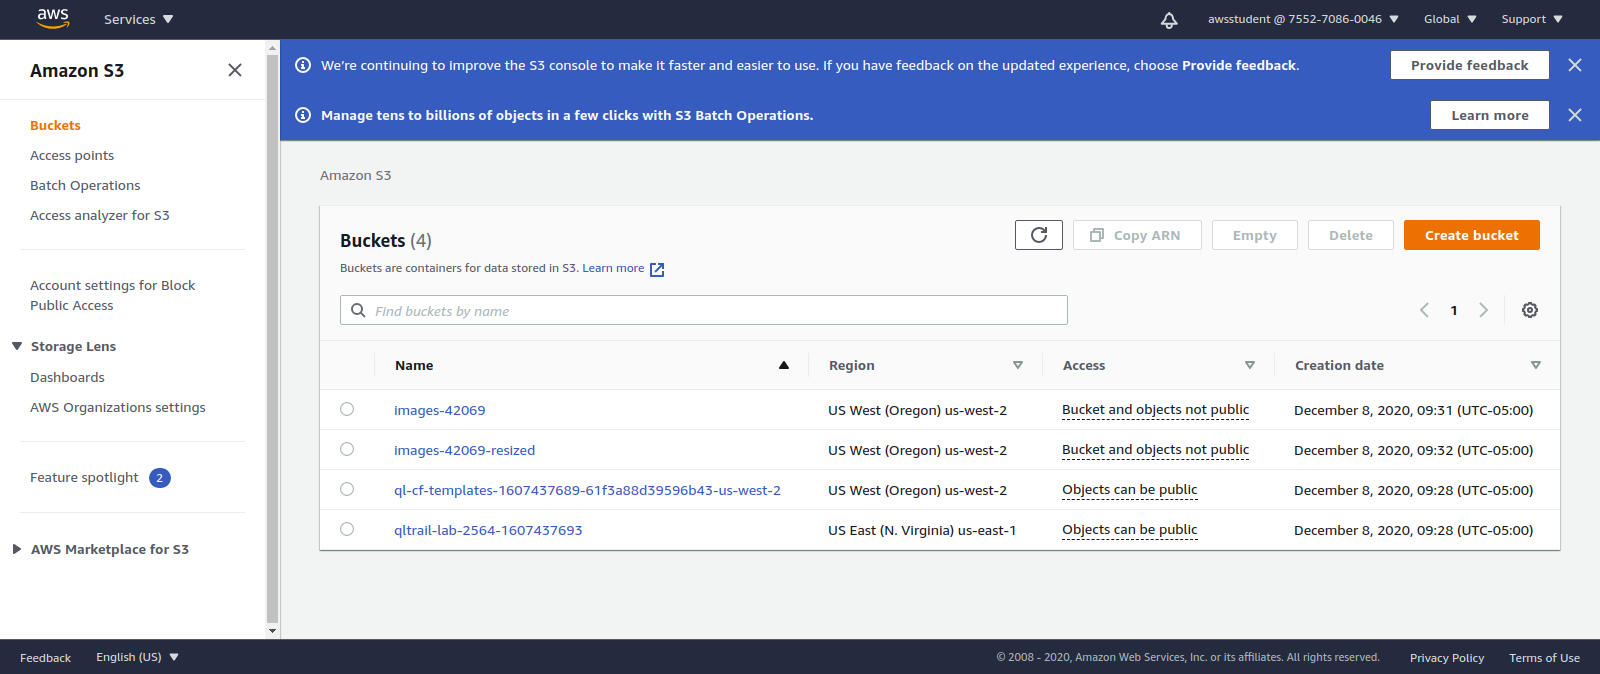 aws
Services
awsstudent @ 7552-7086-0046
Global
Support
Amazon S3
Buckets
Access points
Batch Operations
Access analyzer for S3
Account settings for Block
Public Access
Storage Lens
Dashboards
AWS Organizations settings
Feature spotlight 2
AWS Marketplace for S3
We're continuing to improve the S3 console to make it faster and easier to use. If you have feedback on the updated experience, choose Provide feedback.
Provide feedback
Manage tens to billions of objects in a few clicks with S3 Batch Operations.
Learn more
Amazon S3
Buckets (4)
Copy ARN
Empty
Delete
Create bucket
Buckets are containers for data stored in S3. Learn more
Find buckets by name
1
Name Region Access Creation date
images-42069 US West (Oregon) us-west-2 Bucket and objects not public December 8, 2020, 09:31 (UTC-05:00)
images-42069-resized US West (Oregon) us-west-2 Bucket and objects not public December 8, 2020, 09:32 (UTC-05:00)
ql-cf-templates-1607437689-61f3a88d39596b43-us-west-2 US West (Oregon) us-west-2 Objects can be public December 8, 2020, 09:28 (UTC-05:00)
qltrail-lab-2564-1607437693 US East (N. Virginia) us-east-1 Objects can be public December 8, 2020, 09:28 (UTC-05:00)
Feedback
English (US)
© 2008 - 2020, Amazon Web Services, Inc. or its affiliates. All rights reserved.
Privacy Policy
Terms of Use